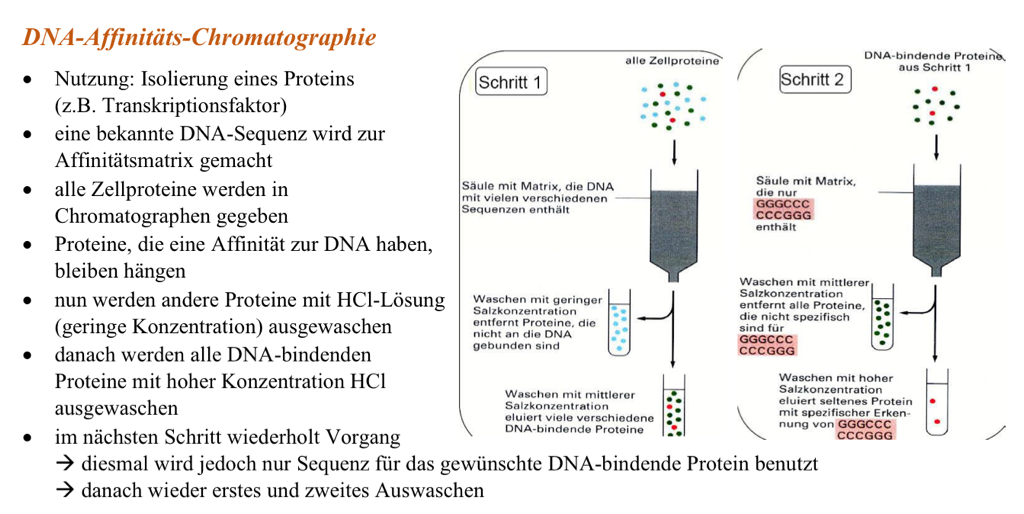 DNA-Affinitäts-Chromatographie
• Nutzung: Isolierung eines Proteins
(z.B. Transkriptionsfaktor)
• eine bekannte DNA-Sequenz wird zur
Affinitätsmatrix gemacht
• alle Zellproteine werden in
Chromatographen gegeben
• Proteine, die eine Affinität zur DNA haben,
bleiben hängen
• nun werden andere Proteine mit HCl-Lösung
(geringe Konzentration) ausgewaschen
• danach werden alle DNA-bindenden
Proteine mit hoher Konzentration HCl
ausgewaschen
• im nächsten Schritt wiederholt Vorgang
→ diesmal wird jedoch nur Sequenz für das gewünschte DNA-bindende Protein benutzt
→ danach wieder erstes und zweites Auswaschen
Schritt 1
alle Zellproteine
Säule mit Matrix, die DNA
mit vielen verschiedenen
Sequenzen enthält
Waschen mit geringer
Salzkonzentration
entfernt Proteine, die
nicht an die DNA
gebunden sind
Waschen mit mittlerer
Salzkonzentration
eluiert viele verschiedene
DNA-bindende Proteine
Schritt 2
DNA-bindende Proteine
aus Schritt 1
Säule mit Matrix,
die nur
GGGCCC
CCCGGG
enthält
Waschen mit mittlerer
Salzkonzentration
entfernt alle Proteine,
die nicht spezifisch
sind für
GGGCCC
CCCGGG
Waschen mit hoher
Salzkonzentration
eluiert seltenes Protein
mit spezifischer Erken-
nung von GGGCCC
CCCGGG